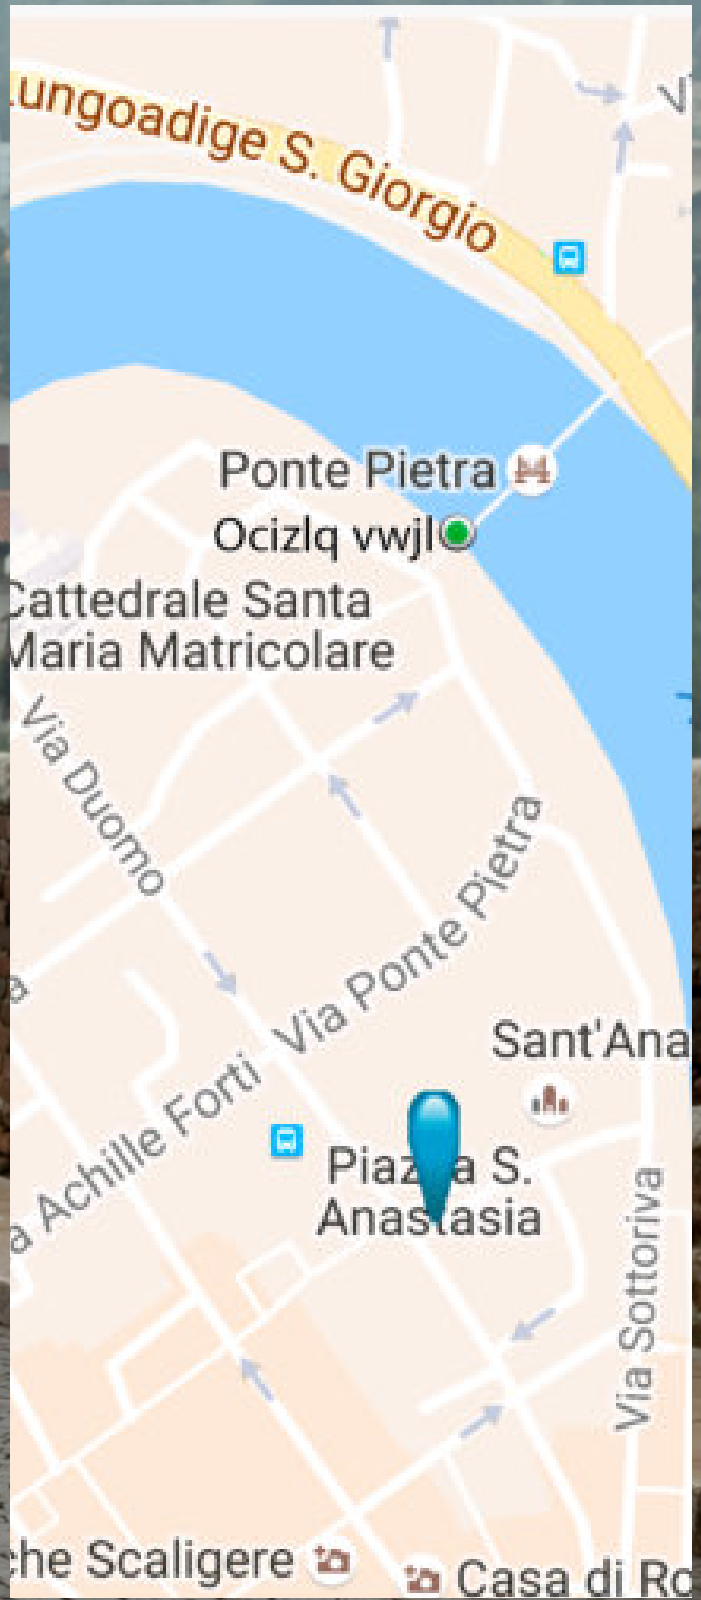 Lungoadige S. Giorgio
Ponte Pietra
Ocizlq vwjl
Cattedrale Santa
Maria Matricolare
Via Duomo
Via Ponte Pietra
a Achille Forti
Sant'Ana
Piazza S.
Anastasia
Via Sottoriva
che Scaligere
Casa di Ro